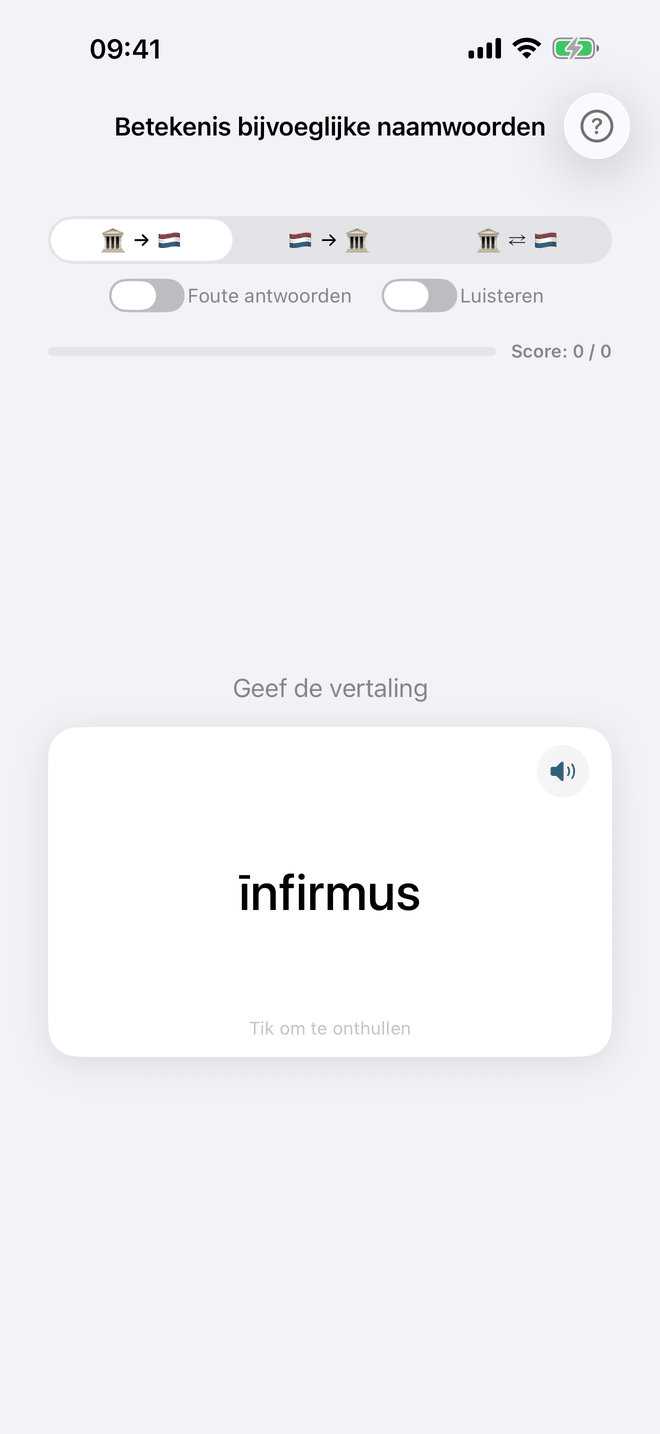 09:41
Betekenis bijvoeglijke naamwoorden
🏛️ → 🇳🇱 🇳🇱 → 🏛️ 🏛️ ⇄ 🇳🇱
Foute antwoorden Luisteren
Score: 0 / 0
Geef de vertaling
īnfirmus
Tik om te onthullen